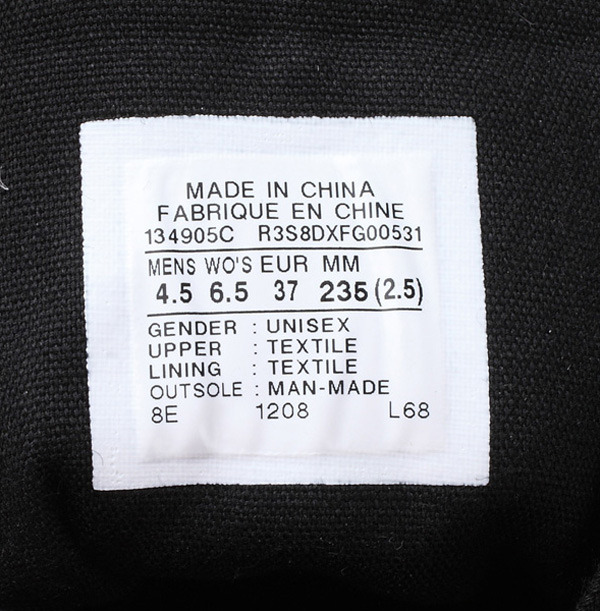 MADE IN CHINA
FABRIQUE EN CHINE
134905C R3S8DXFG00531
MENS WO'S EUR MM
4.5 6.5 37 235 (2.5)
GENDER : UNISEX
UPPER : TEXTILE
LINING : TEXTILE
OUTSOLE : MAN-MADE
8E 1208 L68